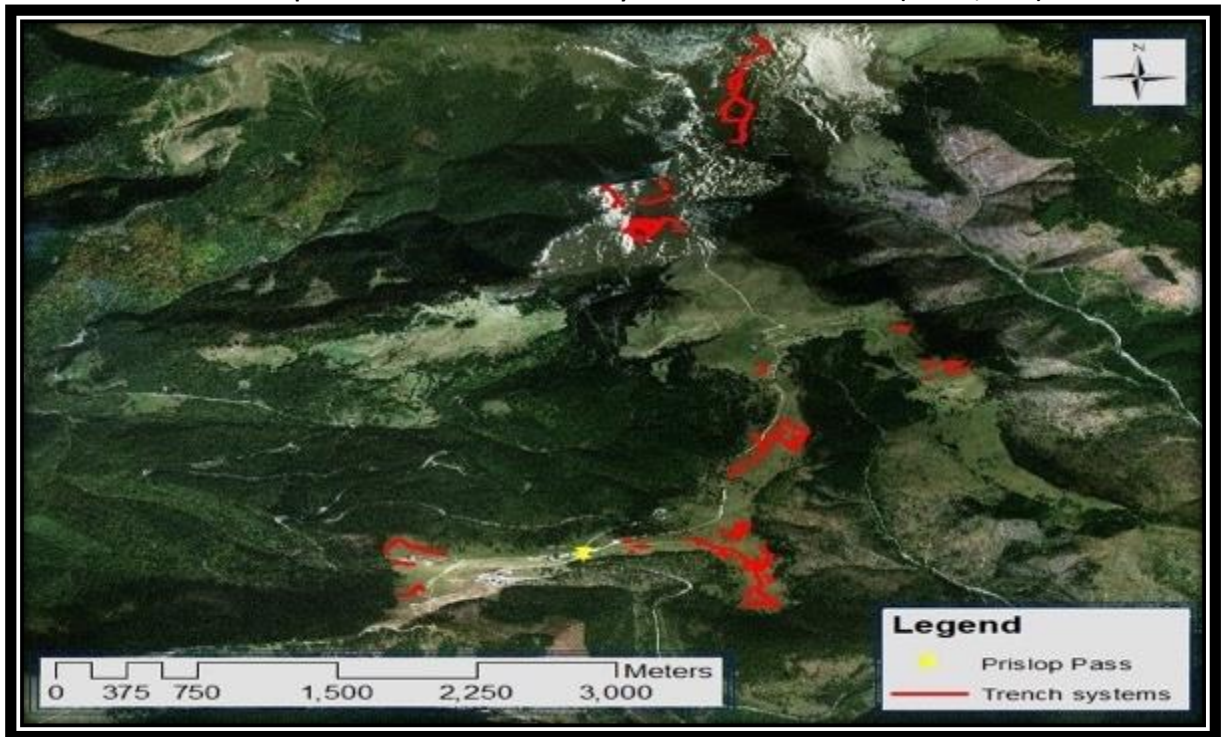 N
Legend
Prislop Pass
Trench systems
Meters
0 375 750 1,500 2,250 3,000